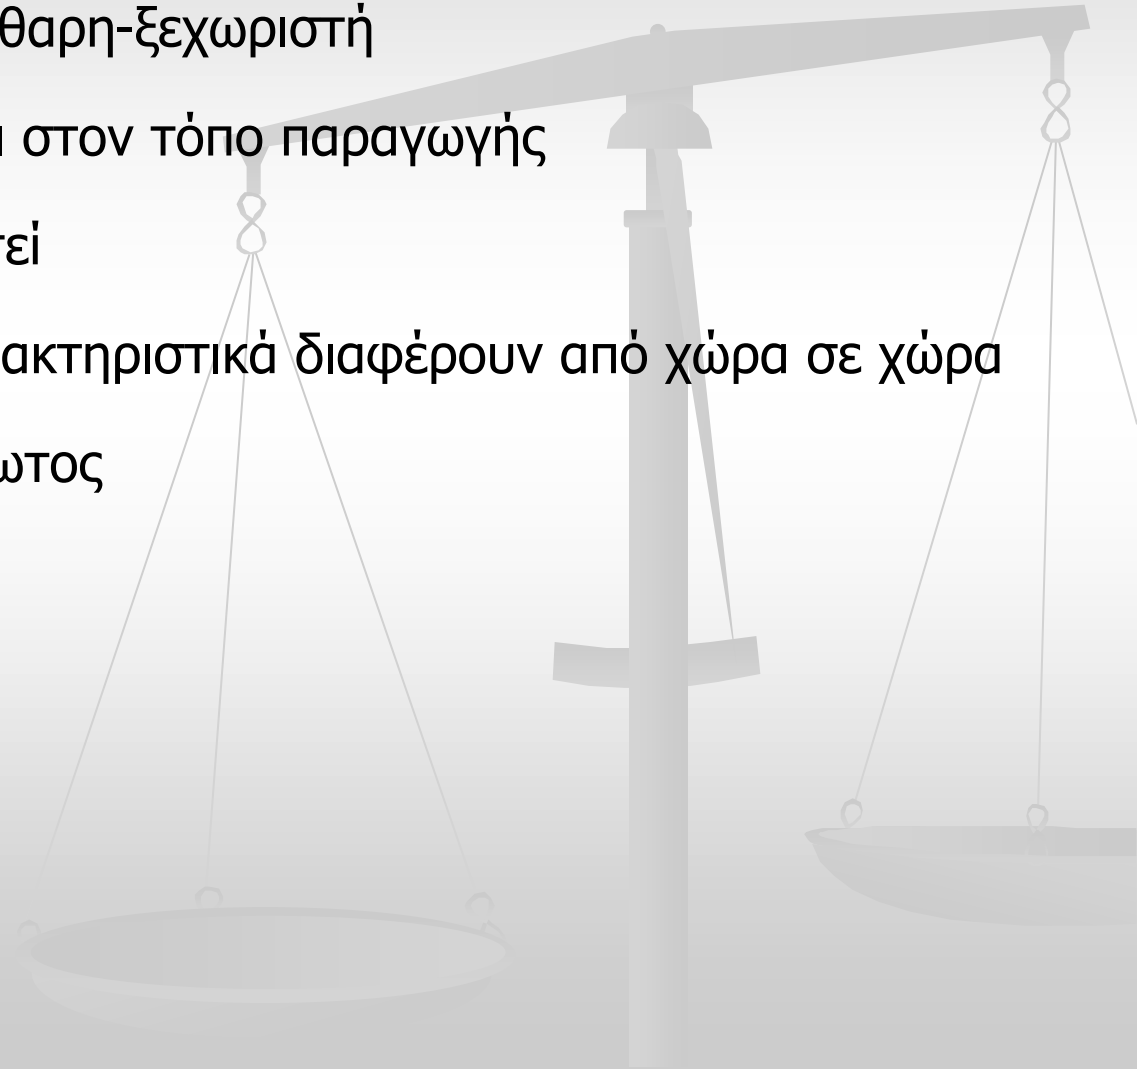 θαρη-ξεχωριστή
ι στον τόπο παραγωγής
τεί
ακτηριστικά διαφέρουν από χώρα σε χώρα
ωτος